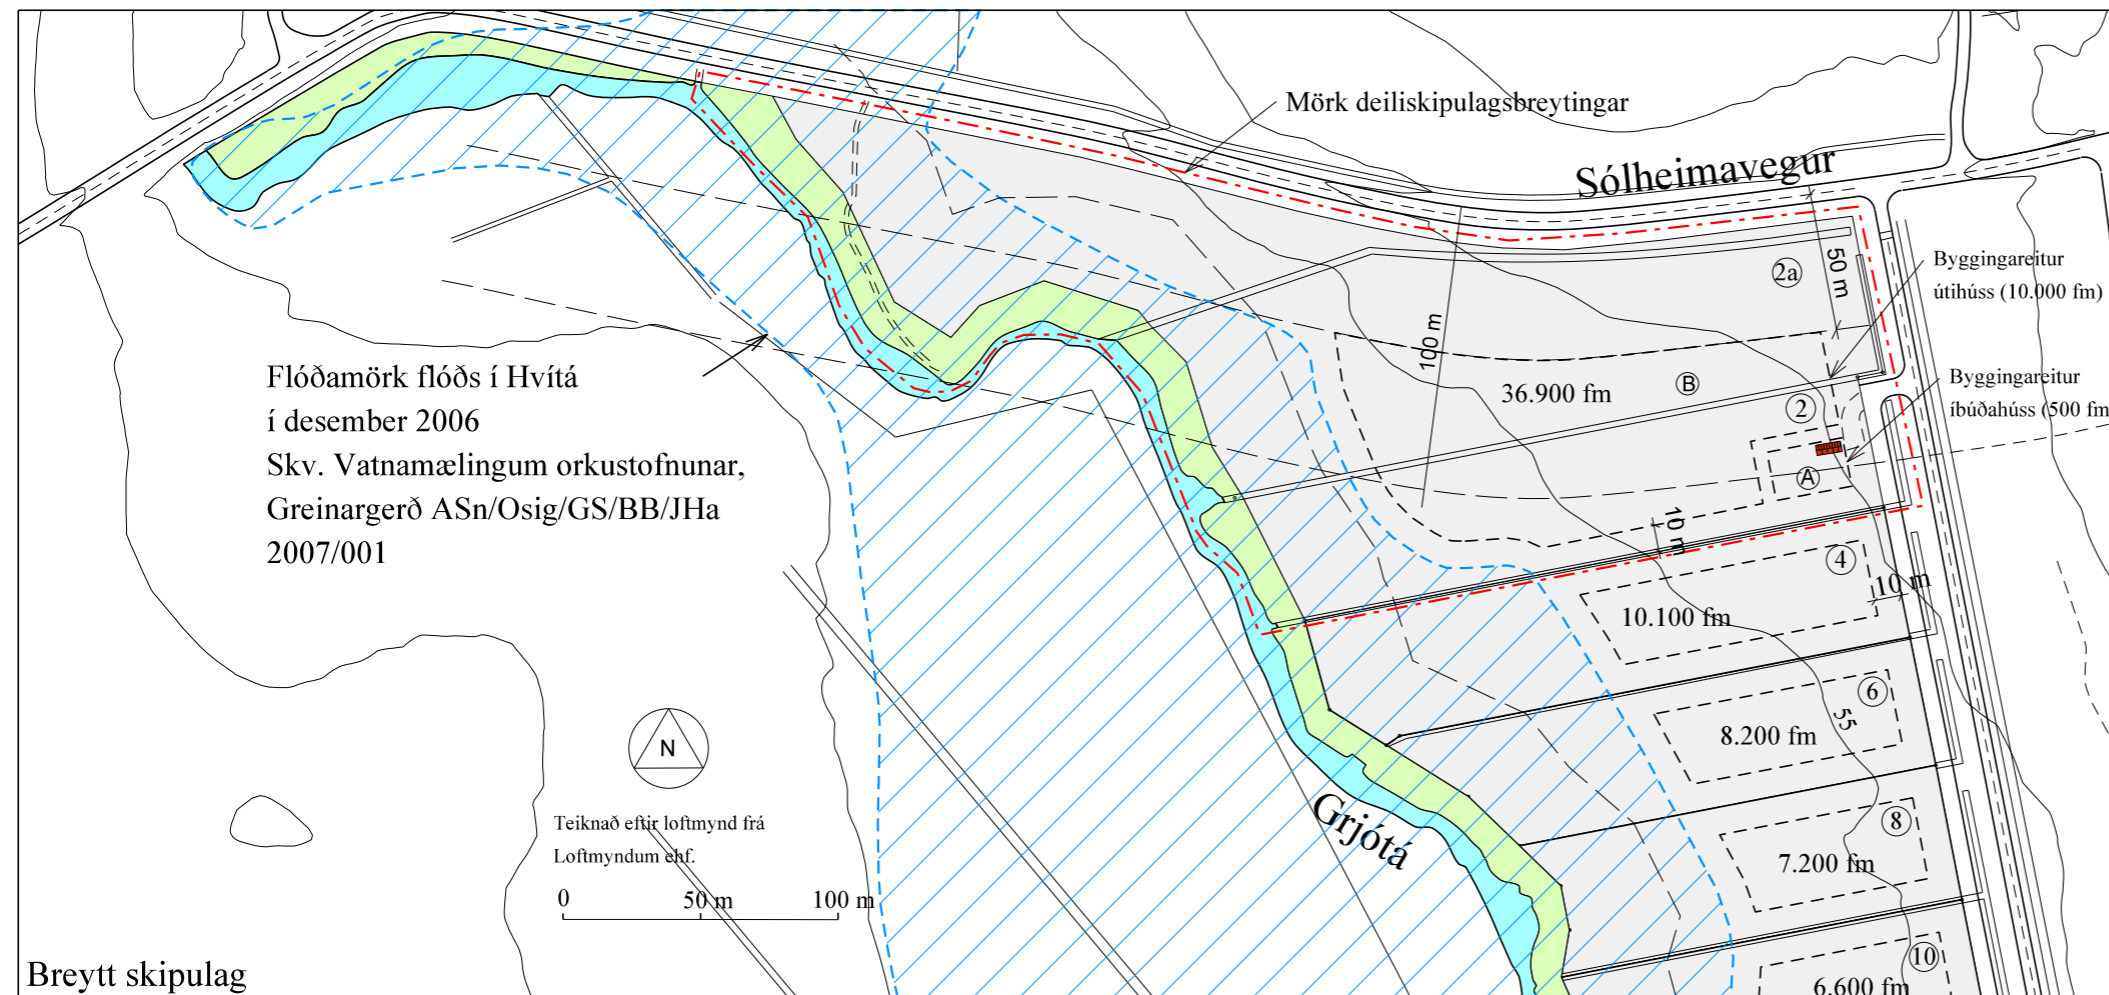 Mörk deiliskipulagsbreytingar
Sólheimavegur
2a
50 m
Byggingareitur
útihúss (10.000 fm)
100 m
36.900 fm
B
2
Byggingareitur
íbúðahúss (500 fm
A
10 m
Flóðamörk flóðs í Hvítá
í desember 2006
Skv. Vatnamælingum orkustofnunar,
Greinargerð ASn/Osig/GS/BB/JHa
2007/001
4
10 m
10.100 fm
6
55
8.200 fm
N
Grjótá
8
7.200 fm
Teiknað eftir loftmynd frá
Loftmyndum ehf.
0 50 m 100 m
10
6.600 fm
Breytt skipulag